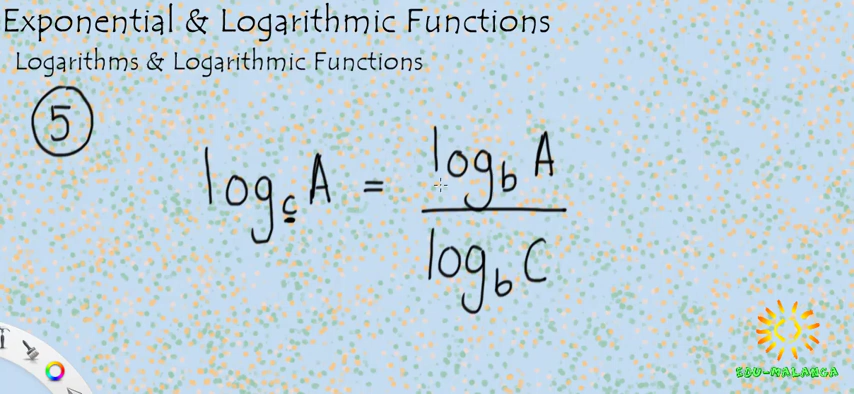 Exponential & Logarithmic Functions
Logarithms & Logarithmic Functions
5
log_c A = log_b A / log_b C
EDU-MALANGA